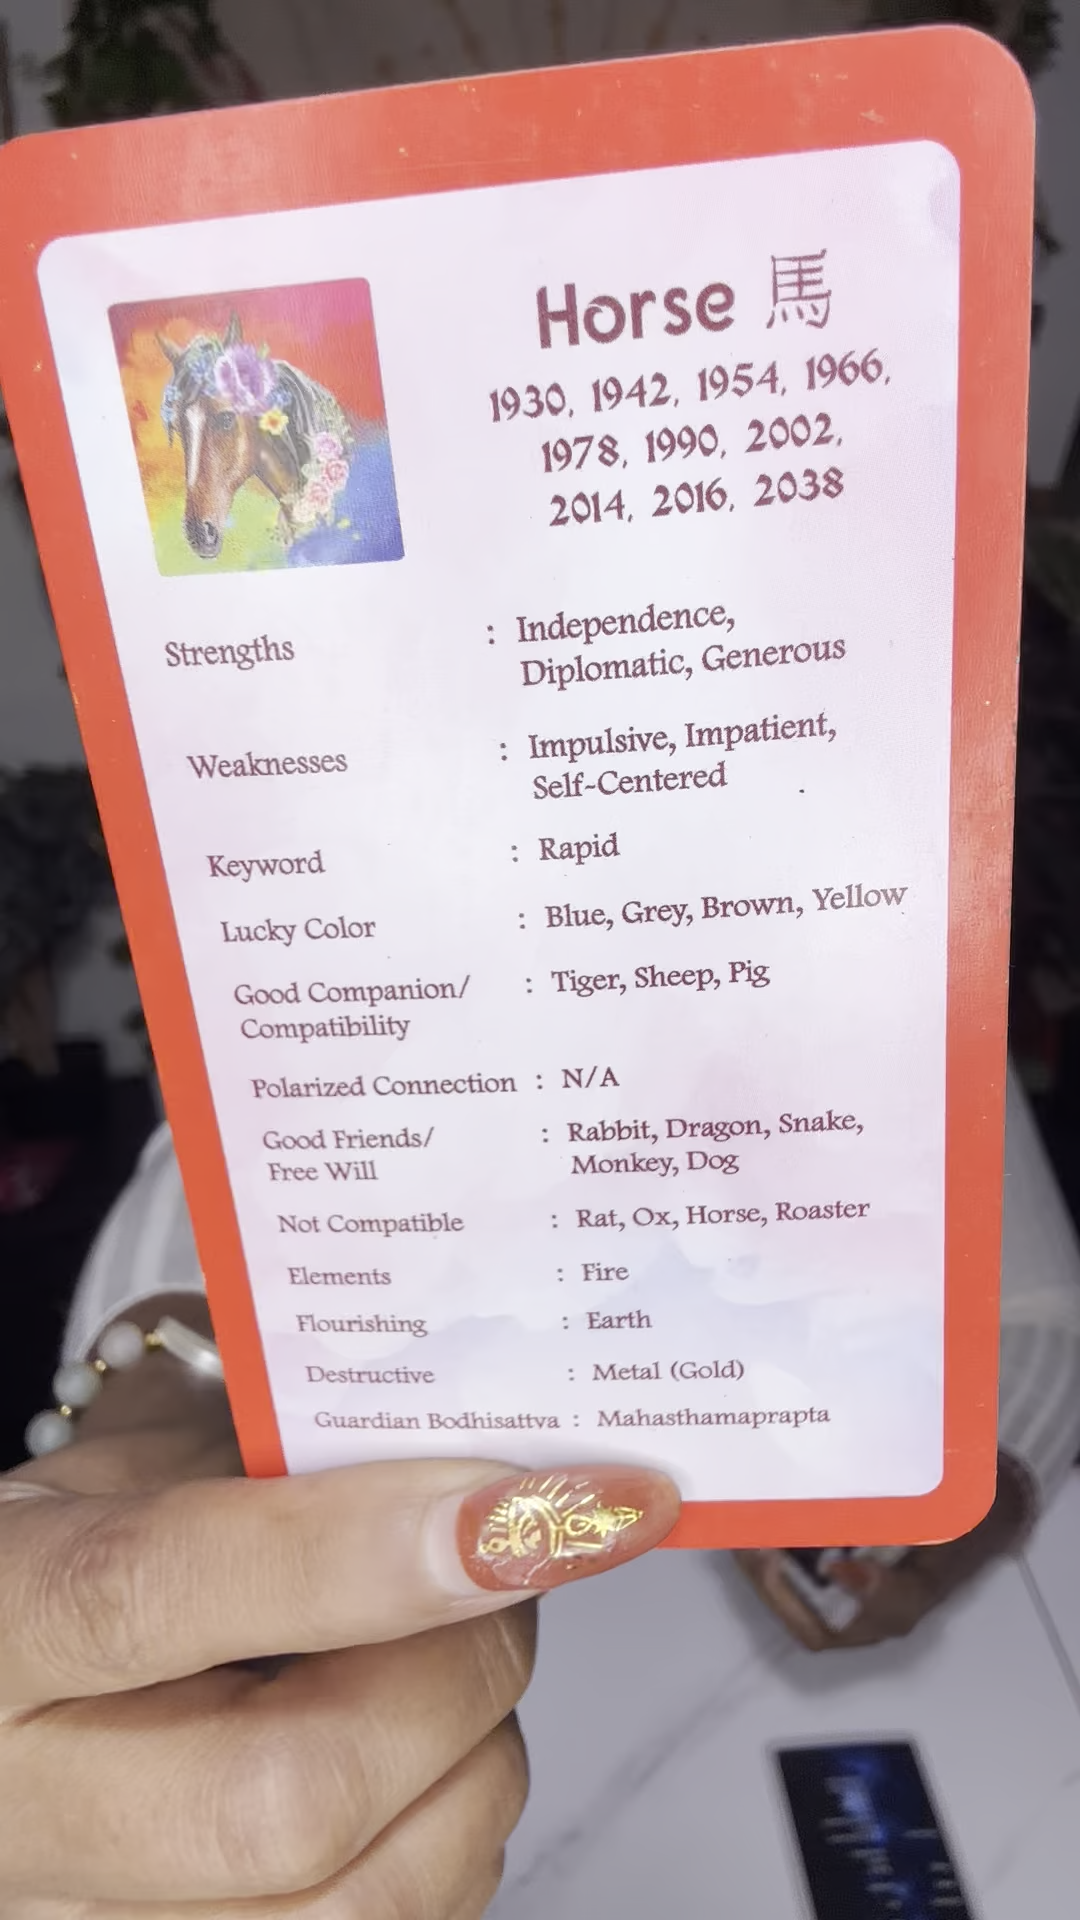 Horse 馬
1930, 1942, 1954, 1966,
1978, 1990, 2002,
2014, 2016, 2038
Strengths : Independence,
Diplomatic, Generous
Weaknesses : Impulsive, Impatient,
Self-Centered
Keyword : Rapid
Lucky Color : Blue, Grey, Brown, Yellow
Good Companion/ : Tiger, Sheep, Pig
Compatibility
Polarized Connection : N/A
Good Friends/ : Rabbit, Dragon, Snake,
Free Will Monkey, Dog
Not Compatible : Rat, Ox, Horse, Roaster
Elements : Fire
Flourishing : Earth
Destructive : Metal (Gold)
Guardian Bodhisattva : Mahasthamaprapta